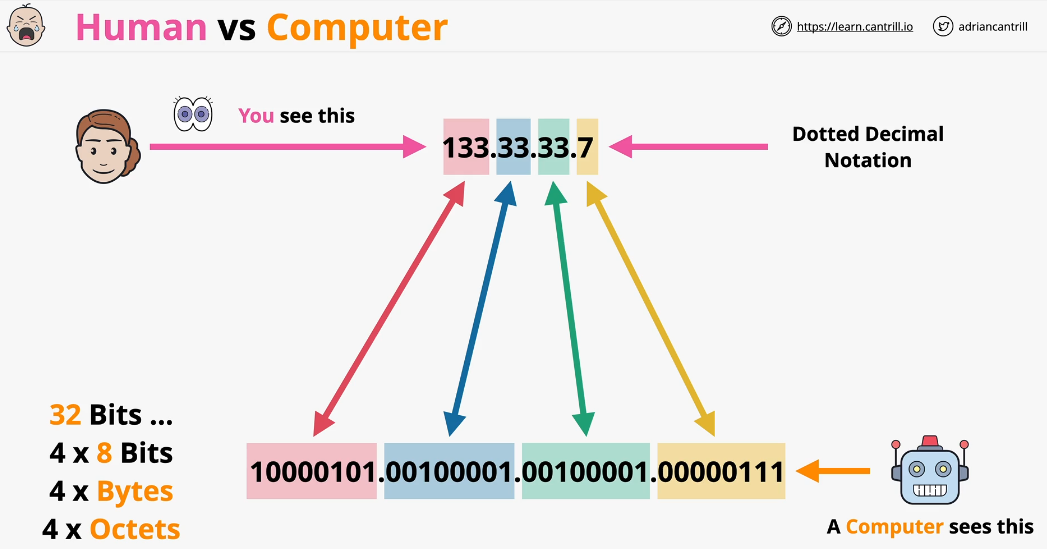 Human vs Computer
https://learn.cantrill.io
adriancantrill
You see this
133.33.33.7
Dotted Decimal
Notation
32 Bits ...
4 x 8 Bits
4 x Bytes
4 x Octets
10000101.00100001.00100001.00000111
A Computer sees this